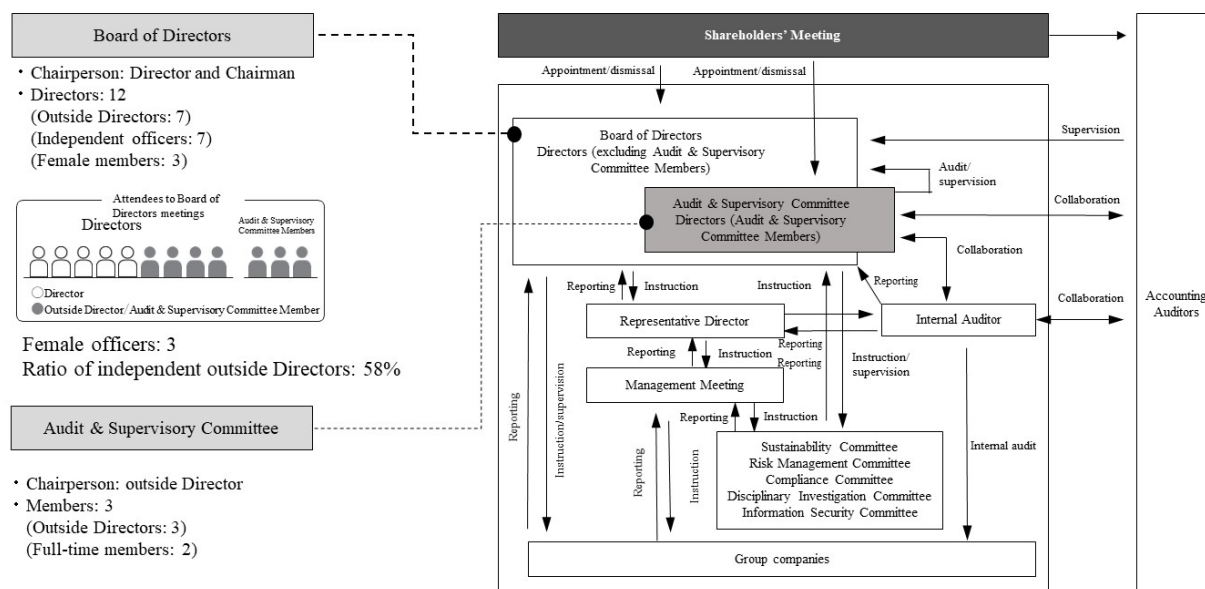 Board of Directors
・Chairperson: Director and Chairman
・Directors: 12
(Outside Directors: 7)
(Independent officers: 7)
(Female members: 3)
Attendees to Board of
Directors meetings
Directors
Audit & Supervisory
Committee Members
Director
Outside Director/Audit & Supervisory Committee Member
Female officers: 3
Ratio of independent outside Directors: 58%
Audit & Supervisory Committee
・Chairperson: outside Director
・Members: 3
(Outside Directors: 3)
(Full-time members: 2)
Shareholders' Meeting
Appointment/dismissal
Appointment/dismissal
Board of Directors
Directors (excluding Audit & Supervisory
Committee Members)
Supervision
Audit/
supervision
Audit & Supervisory Committee
Directors (Audit & Supervisory
Committee Members)
Collaboration
Collaboration
Reporting
Instruction
Instruction
Reporting
Representative Director
Internal Auditor
Collaboration
Accounting
Auditors
Reporting
Instruction
Reporting
Reporting
Instruction/
supervision
Management Meeting
Reporting
Instruction
Reporting
Instruction/supervision
Reporting
Instruction
Sustainability Committee
Risk Management Committee
Compliance Committee
Disciplinary Investigation Committee
Information Security Committee
Internal audit
Group companies